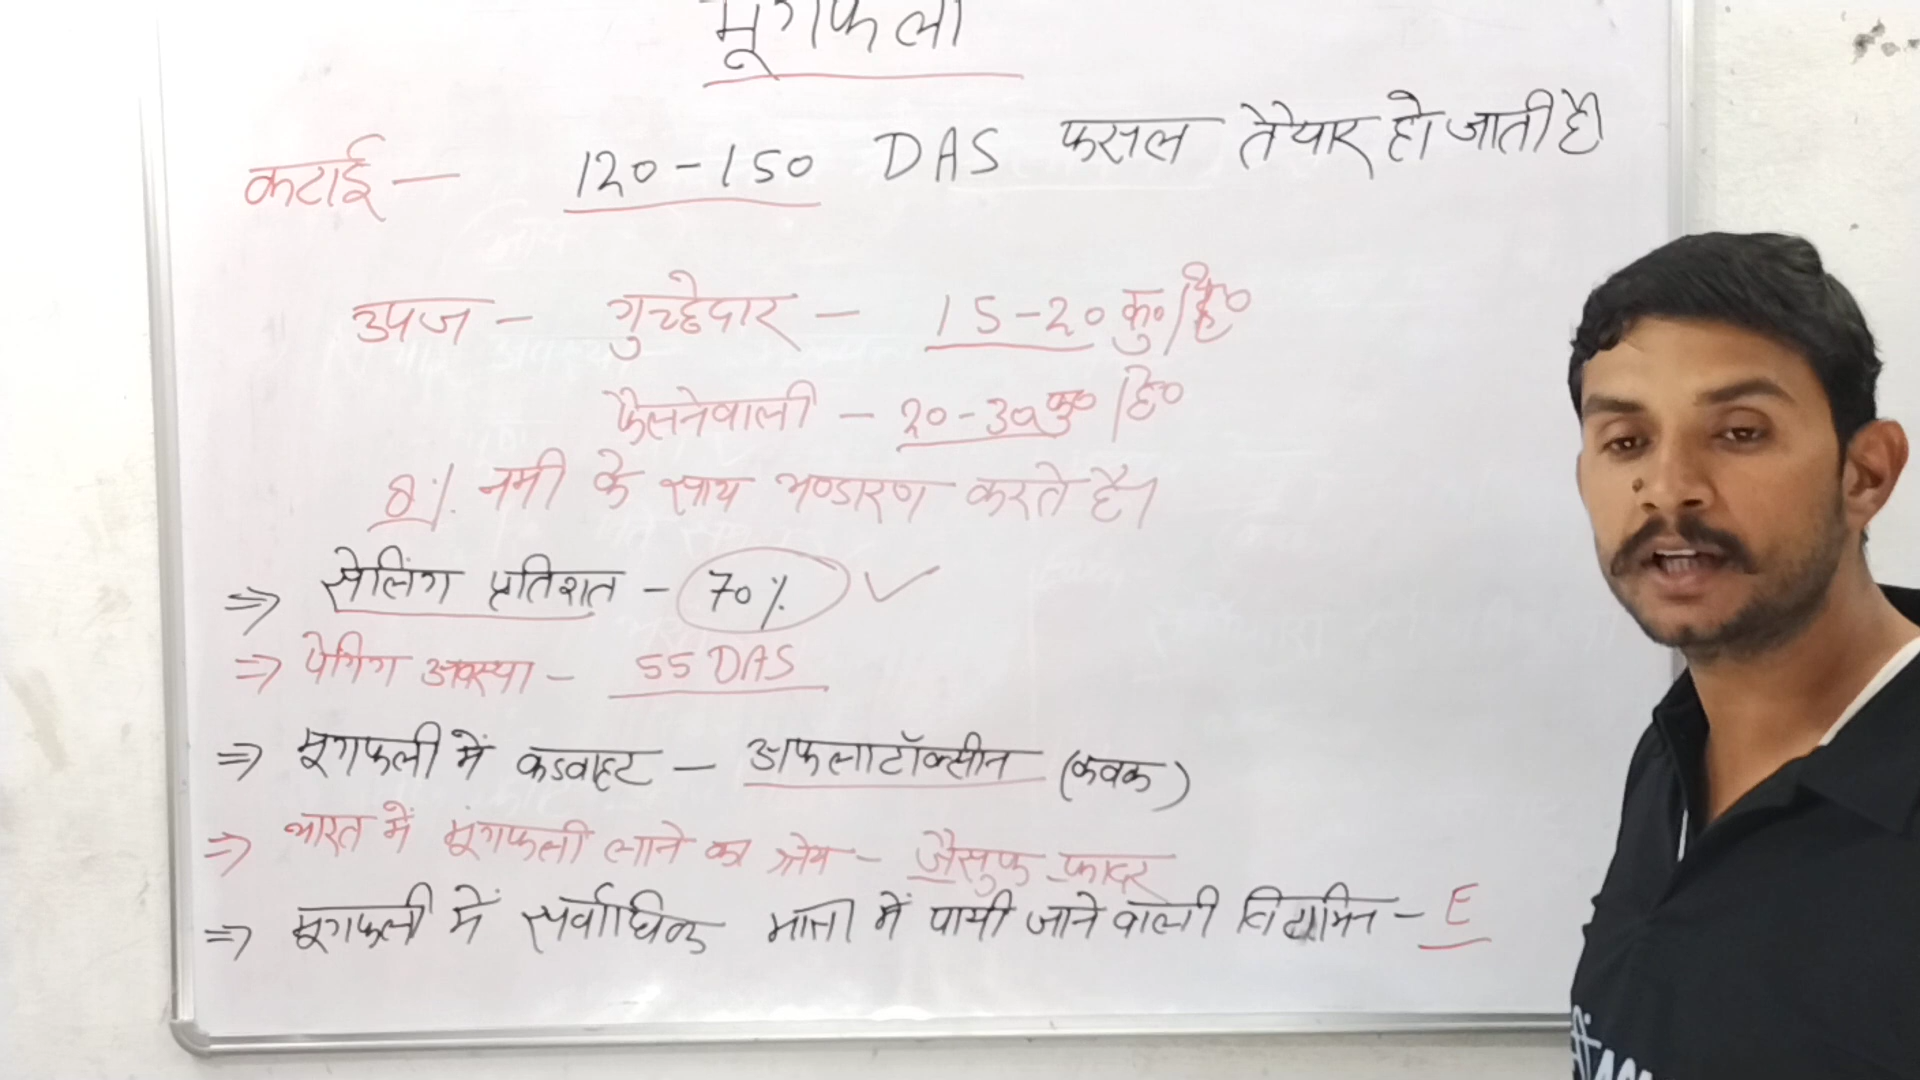 मूंगफली
कटाई - 120-150 DAS फसल तैयार हो जाती है।
उपज - गुच्छेदार - 15-20 कु०/है०
फैलनेवाली - 20-30 कु०/है०
8% नमी के साथ भण्डारण करते है।
⇒ सेलिंग प्रतिशत - 70% ✓
⇒ पेगिंग अवस्था - 55 DAS
⇒ मूगफली में कडवाहट - अफलाटॉक्सीन (कवक)
⇒ भारत में मूंगफली लाने का श्रेय - जैसुफ फादर
⇒ मूगफली में सर्वाधिक मात्रा में पायी जाने वाली विटामिन - E